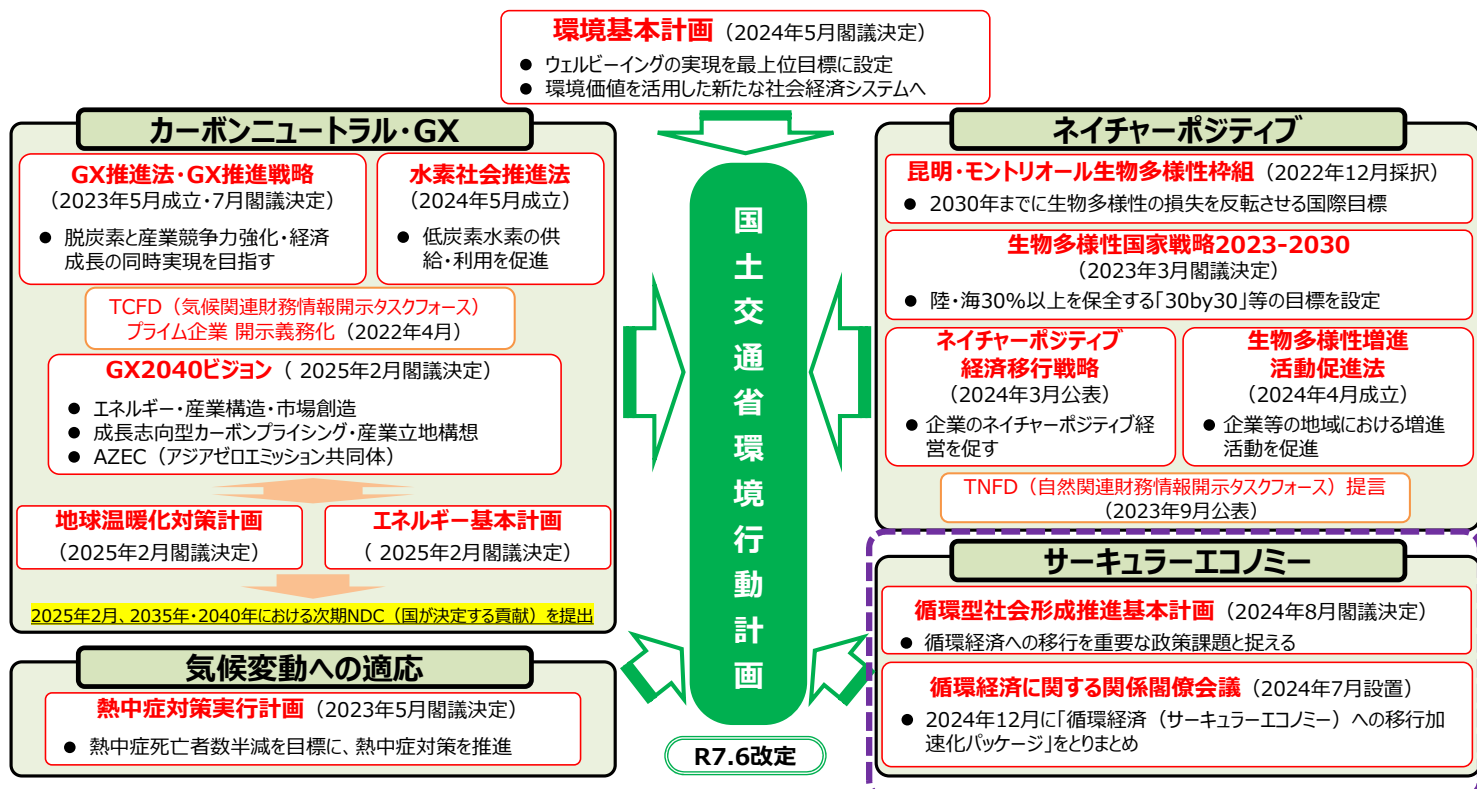 環境基本計画（2024年5月閣議決定）
● ウェルビーイングの実現を最上位目標に設定
● 環境価値を活用した新たな社会経済システムへ
カーボンニュートラル・GX
GX推進法・GX推進戦略
（2023年5月成立・7月閣議決定）
● 脱炭素と産業競争力強化・経済
成長の同時実現を目指す
水素社会推進法
（2024年5月成立）
● 低炭素水素の供
給・利用を促進
TCFD（気候関連財務情報開示タスクフォース）
プライム企業 開示義務化（2022年4月）
GX2040ビジョン（ 2025年2月閣議決定）
● エネルギー・産業構造・市場創造
● 成長志向型カーボンプライシング・産業立地構想
● AZEC（アジアゼロエミッション共同体）
地球温暖化対策計画
（2025年2月閣議決定）
エネルギー基本計画
（ 2025年2月閣議決定）
2025年2月、2035年・2040年における次期NDC（国が決定する貢献）を提出
気候変動への適応
熱中症対策実行計画（2023年5月閣議決定）
● 熱中症死亡者数半減を目標に、熱中症対策を推進
国土交通省環境行動計画
R7.6改定
ネイチャーポジティブ
昆明・モントリオール生物多様性枠組（2022年12月採択）
● 2030年までに生物多様性の損失を反転させる国際目標
生物多様性国家戦略2023-2030
（2023年3月閣議決定）
● 陸・海30％以上を保全する「30by30」等の目標を設定
ネイチャーポジティブ
経済移行戦略
（2024年3月公表）
● 企業のネイチャーポジティブ経
営を促す
生物多様性増進
活動促進法
（2024年4月成立）
● 企業等の地域における増進
活動を促進
TNFD（自然関連財務情報開示タスクフォース）提言
（2023年9月公表）
サーキュラーエコノミー
循環型社会形成推進基本計画（2024年8月閣議決定）
● 循環経済への移行を重要な政策課題と捉える
循環経済に関する関係閣僚会議（2024年7月設置）
● 2024年12月に「循環経済（サーキュラーエコノミー）への移行加
速化パッケージ」をとりまとめ